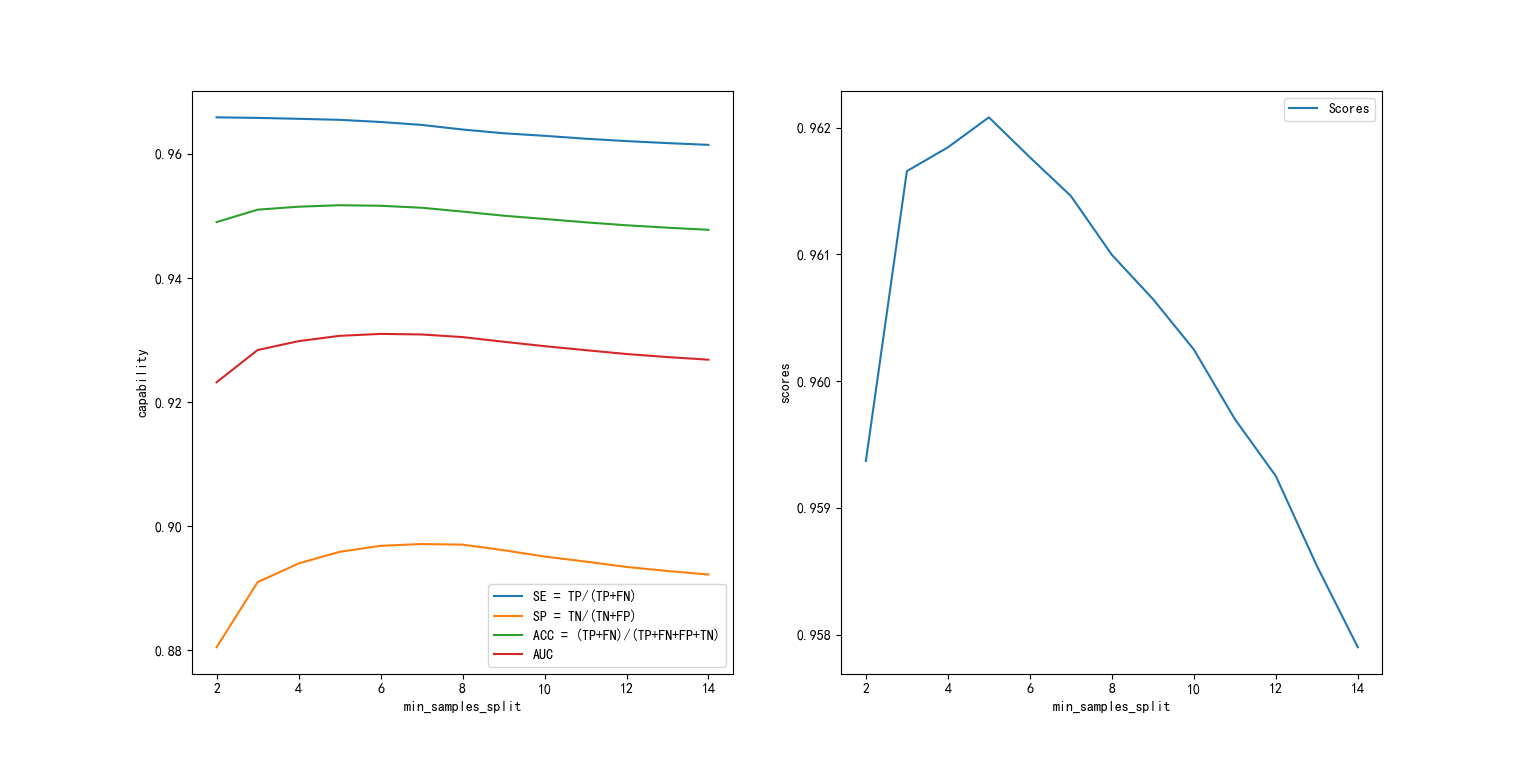 0.96
0.94
0.92
0.90
0.88
capability
2 4 6 8 10 12 14
min_samples_split
SE = TP/(TP+FN)
SP = TN/(TN+FP)
ACC = (TP+FN)/(TP+FN+FP+TN)
AUC
0.962
0.961
0.960
0.959
0.958
scores
2 4 6 8 10 12 14
min_samples_split
Scores